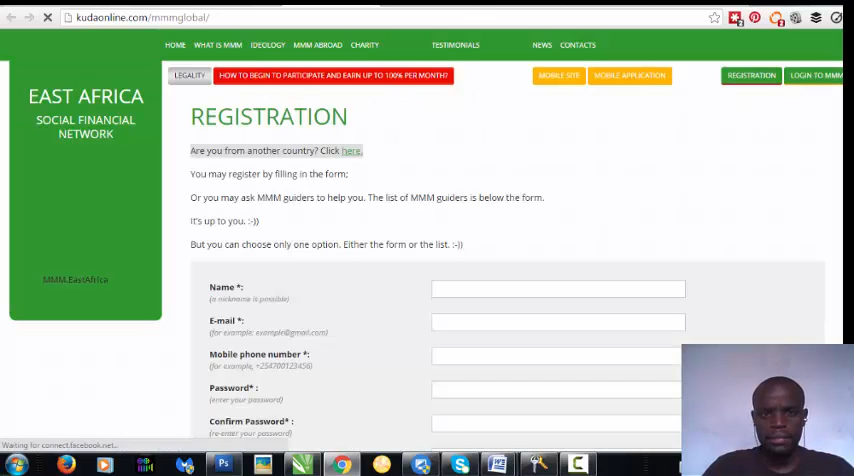 kudaonline.com/mmmglobal/
HOME WHAT IS MMM IDEOLOGY MMM ABROAD CHARITY TESTIMONIALS NEWS CONTACTS
LEGALITY HOW TO BEGIN TO PARTICIPATE AND EARN UP TO 100% PER MONTH? MOBILE SITE MOBILE APPLICATION REGISTRATION LOGIN TO MMM
EAST AFRICA
SOCIAL FINANCIAL
NETWORK
MMM.EastAfrica
REGISTRATION
Are you from another country? Click here.
You may register by filling in the form;
Or you may ask MMM guiders to help you. The list of MMM guiders is below the form.
It's up to you. :-))
But you can choose only one option. Either the form or the list. :-))
Name *:
(a nickname is possible)
E-mail *:
(for example: example@gmail.com)
Mobile phone number *:
(for example, +254700123456)
Password* :
(enter your password)
Confirm Password* :
(re-enter your password)
Waiting for connect.facebook.net...